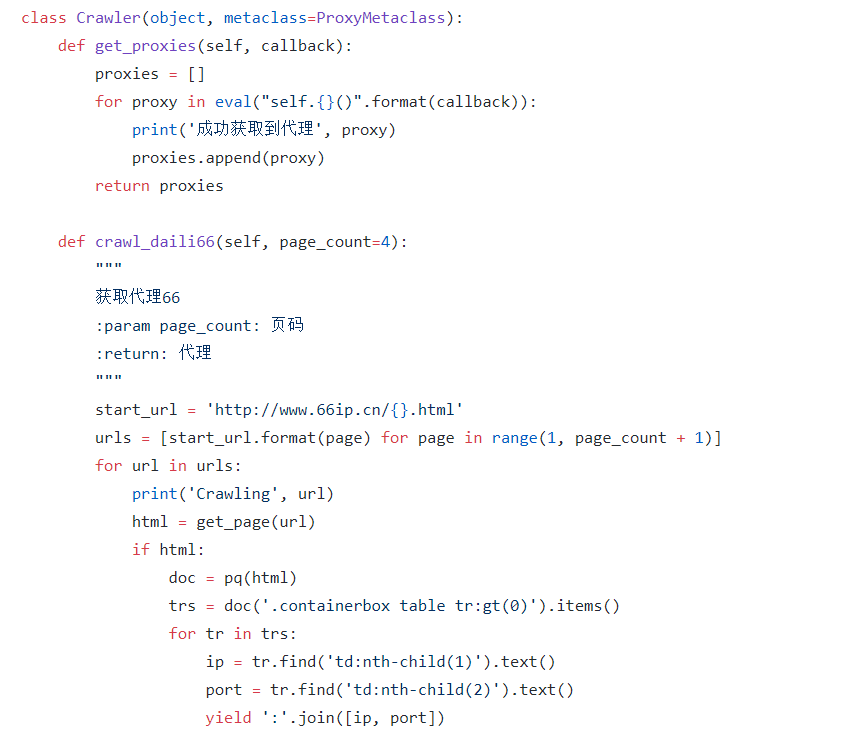 class Crawler(object, metaclass=ProxyMetaclass):
    def get_proxies(self, callback):
        proxies = []
        for proxy in eval("self.{}()".format(callback)):
            print('成功获取到代理', proxy)
            proxies.append(proxy)
        return proxies

    def crawl_daili66(self, page_count=4):
        """
        获取代理66
        :param page_count: 页码
        :return: 代理
        """
        start_url = 'http://www.66ip.cn/{}.html'
        urls = [start_url.format(page) for page in range(1, page_count + 1)]
        for url in urls:
            print('Crawling', url)
            html = get_page(url)
            if html:
                doc = pq(html)
                trs = doc('.containerbox table tr:gt(0)').items()
                for tr in trs:
                    ip = tr.find('td:nth-child(1)').text()
                    port = tr.find('td:nth-child(2)').text()
                    yield ':'.join([ip, port])